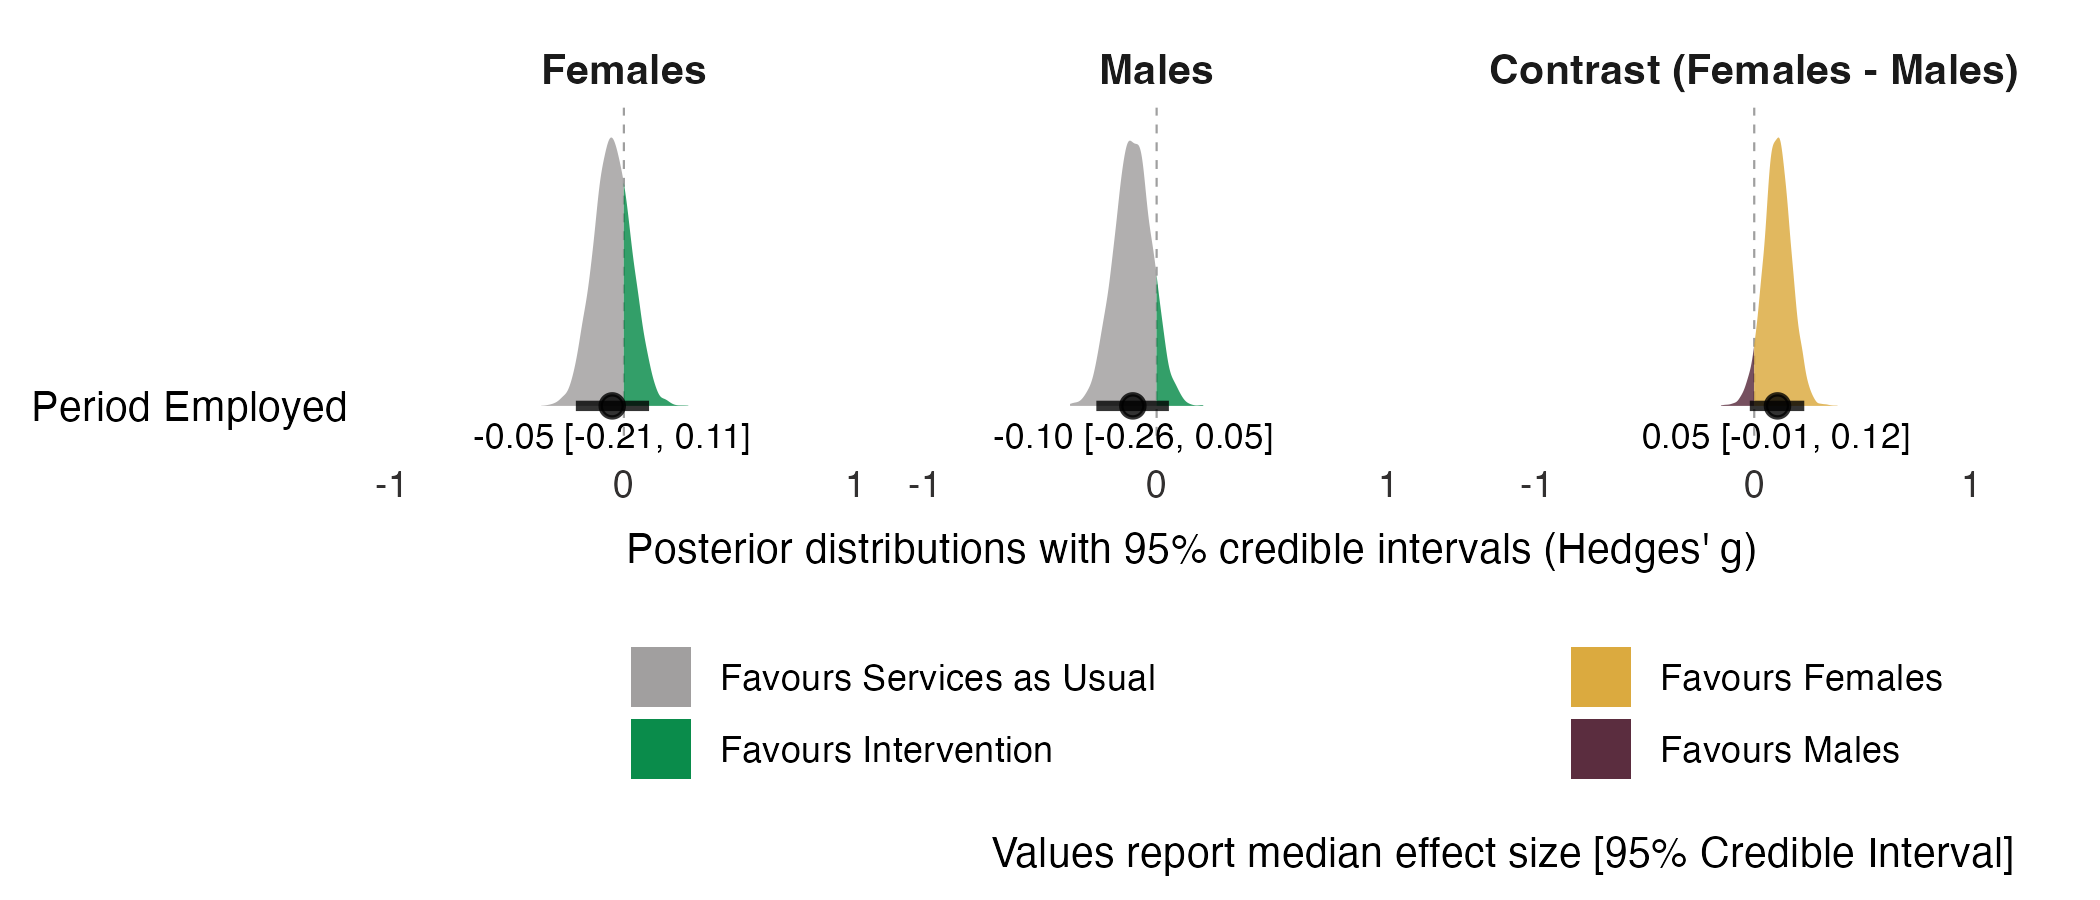 Females
Males
Contrast (Females - Males)
Period Employed
-0.05 [-0.21, 0.11]
-0.10 [-0.26, 0.05]
0.05 [-0.01, 0.12]
-1 0 1
-1 0 1
-1 0 1
Posterior distributions with 95% credible intervals (Hedges' g)
Favours Services as Usual
Favours Intervention
Favours Females
Favours Males
Values report median effect size [95% Credible Interval]